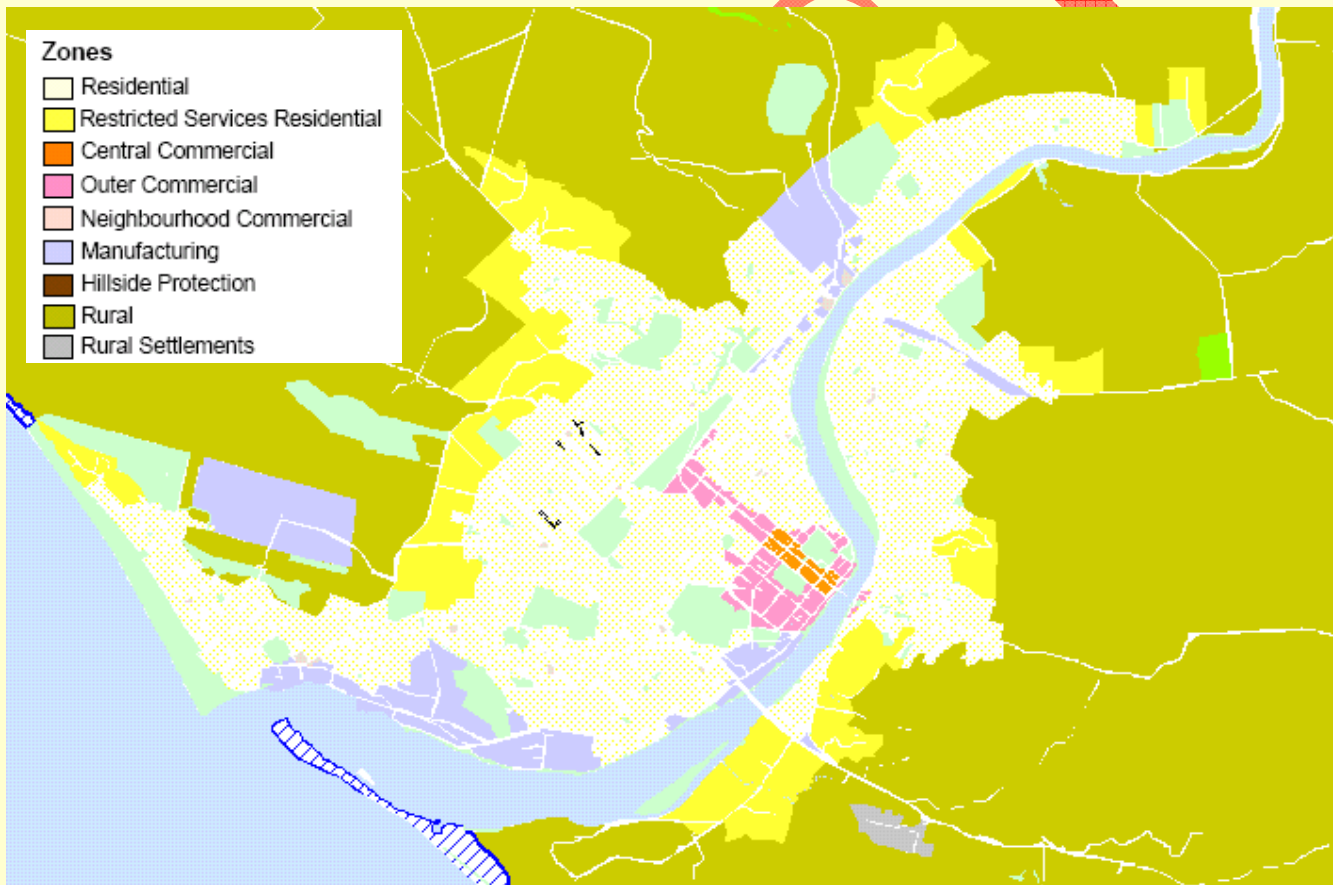 Zones
Residential
Restricted Services Residential
Central Commercial
Outer Commercial
Neighbourhood Commercial
Manufacturing
Hillside Protection
Rural
Rural Settlements